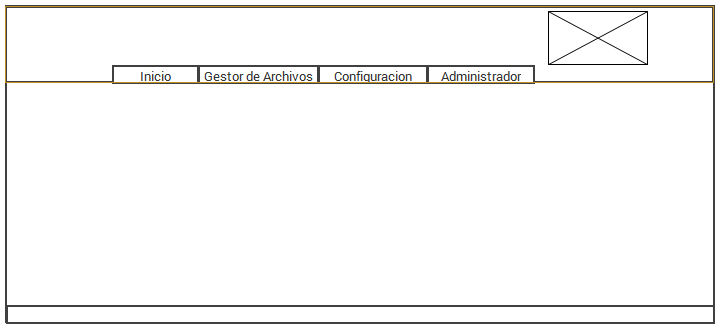 Inicio
Gestor de Archivos
Configuracion
Administrador